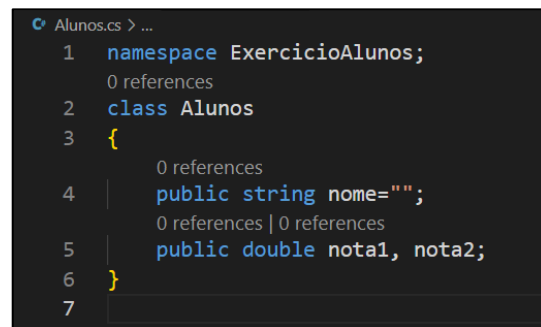 C# Alunos.cs > ...
1 namespace ExercicioAlunos;
0 references
2 class Alunos
3 {
0 references
4 public string nome="";
0 references | 0 references
5 public double nota1, nota2;
6 }
7